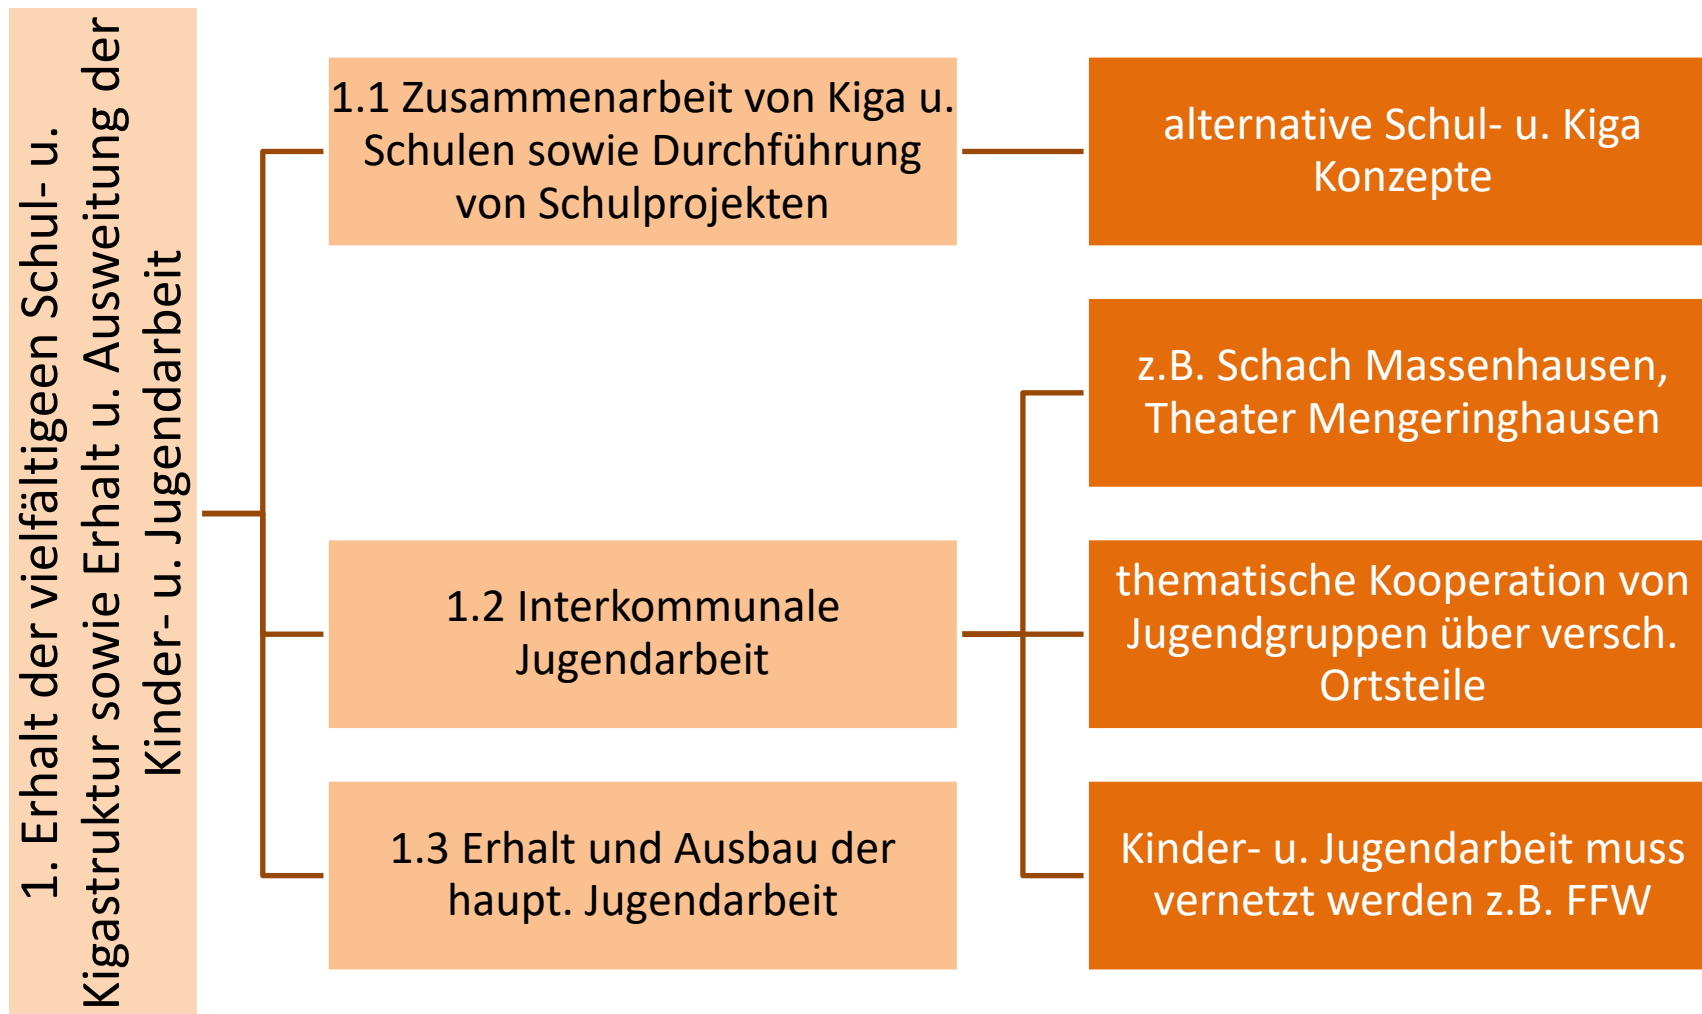 1. Erhalt der vielfältigeen Schul- u.
Kigastruktur sowie Erhalt u. Ausweitung der
Kinder- u. Jugendarbeit
1.1 Zusammenarbeit von Kiga u.
Schulen sowie Durchführung
von Schulprojekten
alternative Schul- u. Kiga
Konzepte
1.2 Interkommunale
Jugendarbeit
z.B. Schach Massenhausen,
Theater Mengeringhausen
thematische Kooperation von
Jugendgruppen über versch.
Ortsteile
Kinder- u. Jugendarbeit muss
vernetzt werden z.B. FFW
1.3 Erhalt und Ausbau der
haupt. Jugendarbeit